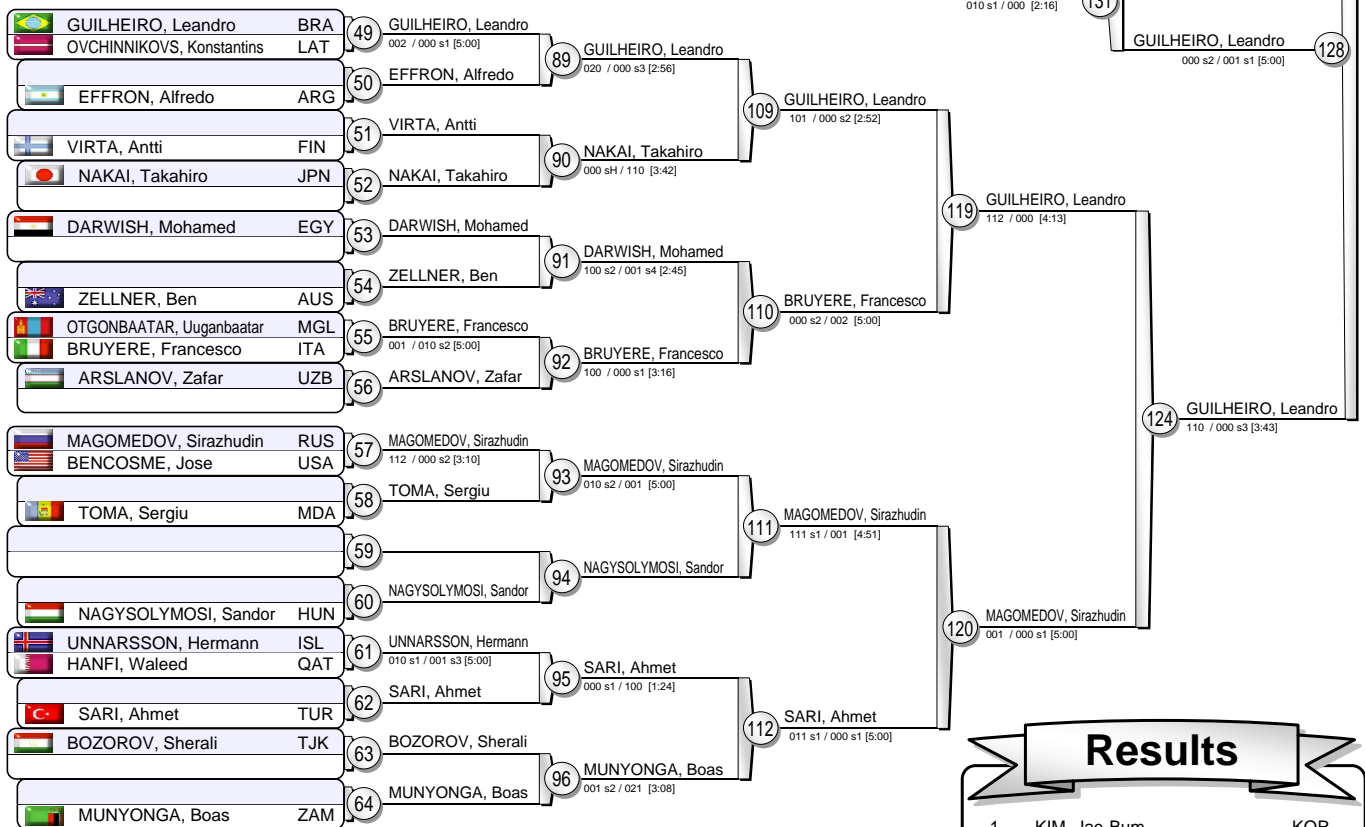 010 s1 / 000 [2:16]
131
GUILHEIRO, Leandro
000 s2 / 001 s1 [5:00]
128
GUILHEIRO, Leandro BRA
OVCHINNIKOVS, Konstantins LAT
49
GUILHEIRO, Leandro
002 / 000 s1 [5:00]
89
GUILHEIRO, Leandro
020 / 000 s3 [2:56]
EFFRON, Alfredo ARG
50
EFFRON, Alfredo
109
GUILHEIRO, Leandro
101 / 000 s2 [2:52]
VIRTA, Antti FIN
51
VIRTA, Antti
90
NAKAI, Takahiro
000 sH / 110 [3:42]
NAKAI, Takahiro JPN
52
NAKAI, Takahiro
119
GUILHEIRO, Leandro
112 / 000 [4:13]
DARWISH, Mohamed EGY
53
DARWISH, Mohamed
91
DARWISH, Mohamed
100 s2 / 001 s4 [2:45]
ZELLNER, Ben AUS
54
ZELLNER, Ben
110
BRUYERE, Francesco
000 s2 / 002 [5:00]
OTGONBAATAR, Uuganbaatar MGL
BRUYERE, Francesco ITA
55
BRUYERE, Francesco
001 / 010 s2 [5:00]
92
BRUYERE, Francesco
100 / 000 s1 [3:16]
ARSLANOV, Zafar UZB
56
ARSLANOV, Zafar
124
GUILHEIRO, Leandro
110 / 000 s3 [3:43]
MAGOMEDOV, Sirazhudin RUS
BENCOSME, Jose USA
57
MAGOMEDOV, Sirazhudin
112 / 000 s2 [3:10]
93
MAGOMEDOV, Sirazhudin
010 s2 / 001 [5:00]
TOMA, Sergiu MDA
58
TOMA, Sergiu
111
MAGOMEDOV, Sirazhudin
111 s1 / 001 [4:51]
59
94
NAGYSOLYMOSI, Sandor
NAGYSOLYMOSI, Sandor HUN
60
NAGYSOLYMOSI, Sandor
120
MAGOMEDOV, Sirazhudin
001 / 000 s1 [5:00]
UNNARSSON, Hermann ISL
HANFI, Waleed QAT
61
UNNARSSON, Hermann
010 s1 / 001 s3 [5:00]
95
SARI, Ahmet
000 s1 / 100 [1:24]
SARI, Ahmet TUR
62
SARI, Ahmet
112
SARI, Ahmet
011 s1 / 000 s1 [5:00]
BOZOROV, Sherali TJK
63
BOZOROV, Sherali
96
MUNYONGA, Boas
001 s2 / 021 [3:08]
MUNYONGA, Boas ZAM
64
MUNYONGA, Boas
Results
1 KIM, Jae-Bum KOR